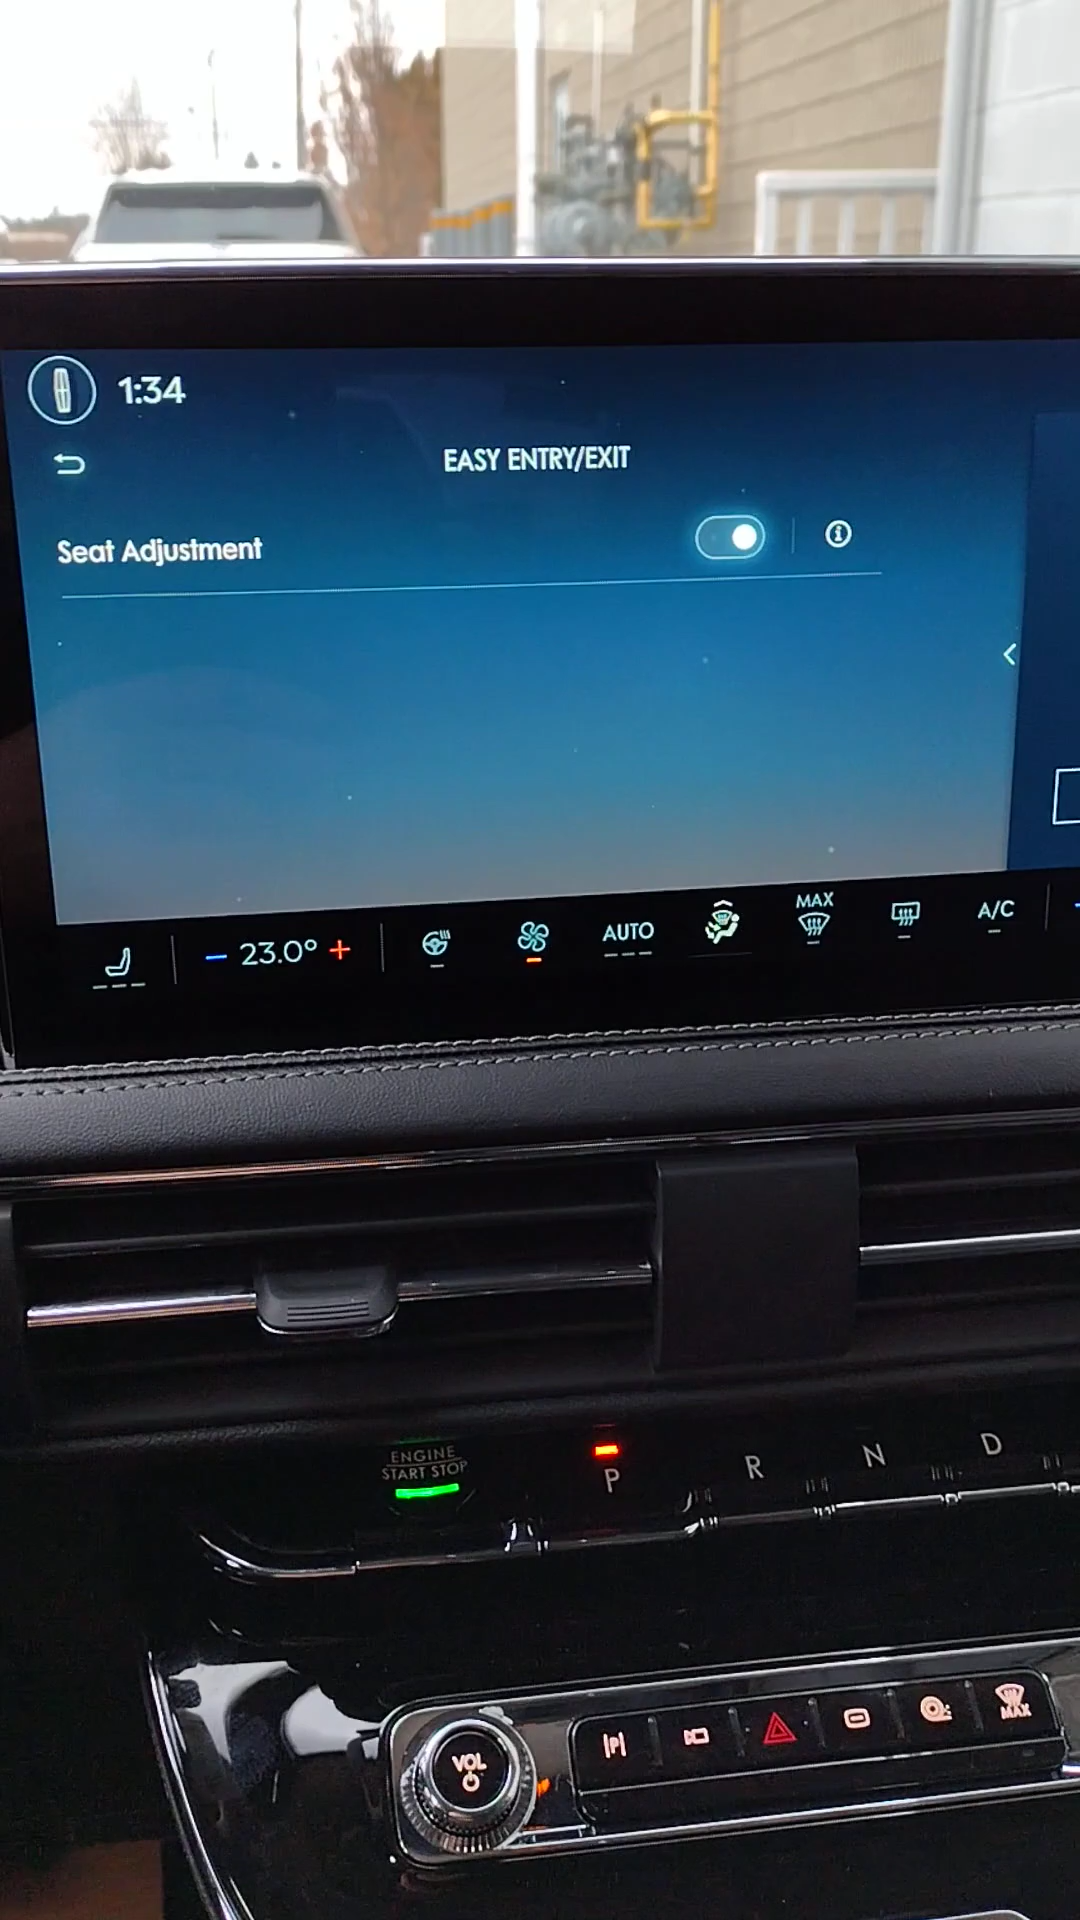 1:34
EASY ENTRY/EXIT
Seat Adjustment
MAX
23.0° AUTO A/C
ENGINE
START STOP
P R N D
VOL
MAX